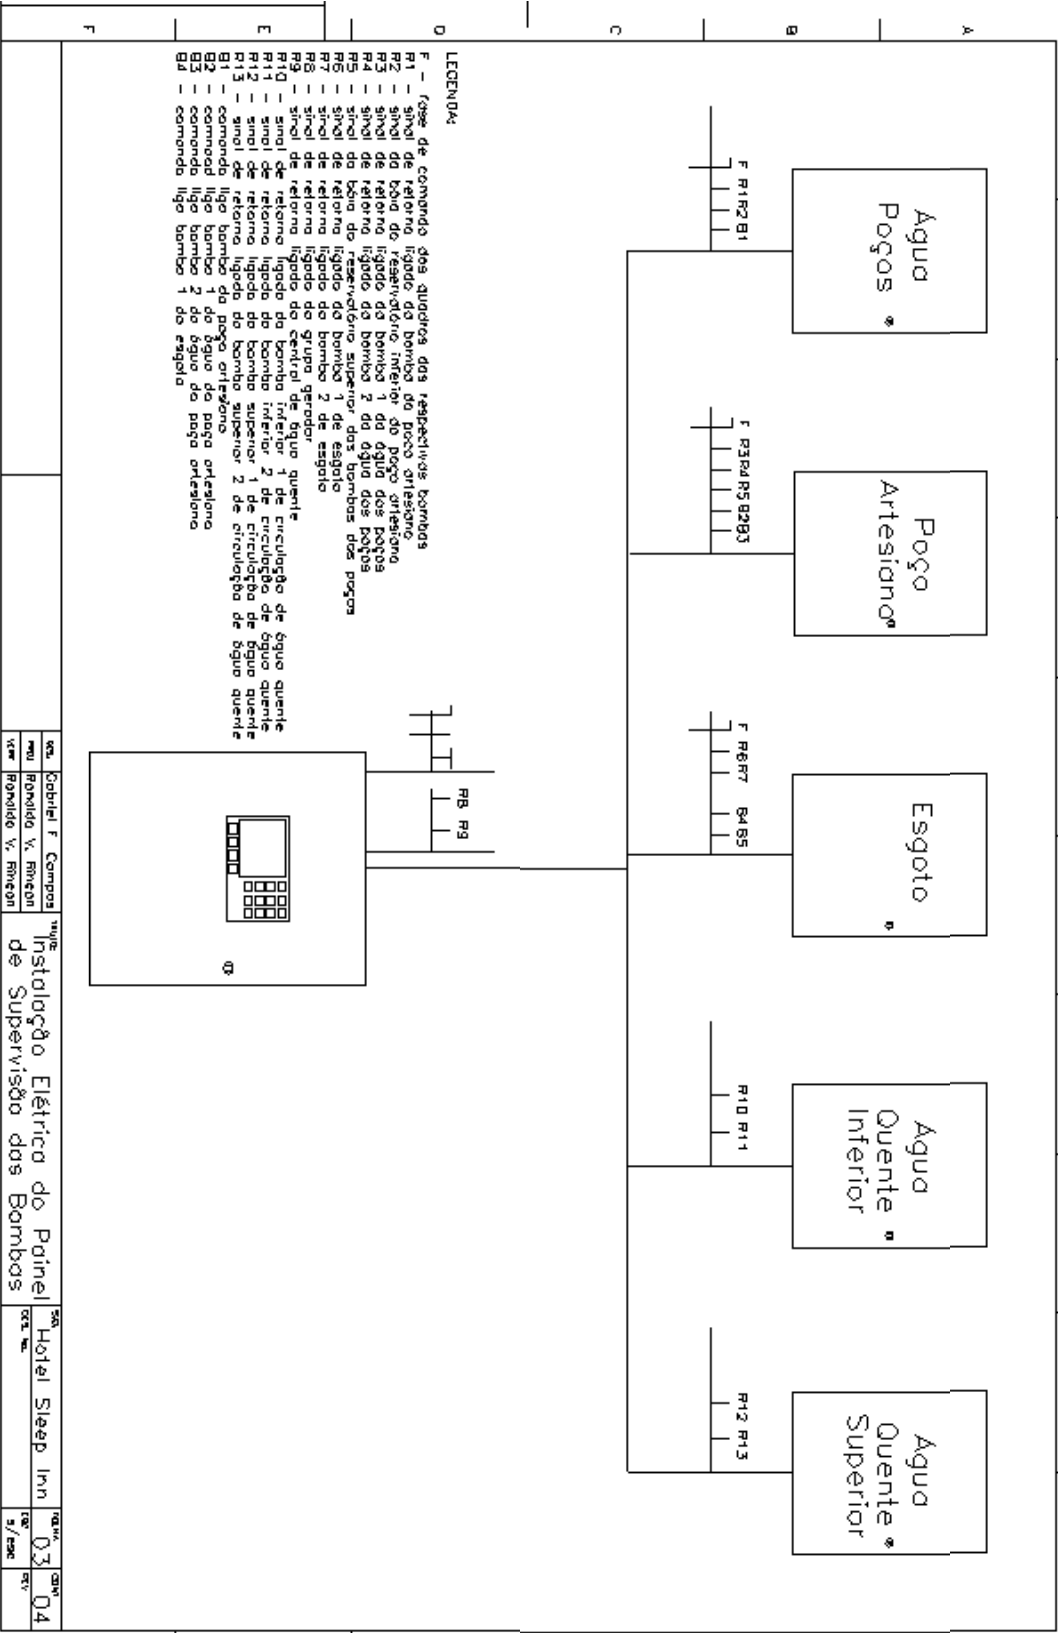 A
B
C
D
E
F
Água
Poços
Poço
Artesiano
Esgoto
Água
Quente
Inferior
Água
Quente
Superior
F R1 R2 B1
F R3 R4 R5 B2 B3
F R6 R7 B4 B5
R10 R11
R12 R13
R8 R9
LEGENDA:
F - fase de comando dos quadros das respectivas bombas
R1 - sinal de retorno ligado da bomba do poço artesiano
R2 - sinal da bóia do reservatório inferior do poço artesiano
R3 - sinal de retorno ligado da bomba 1 da água dos poços
R4 - sinal de retorno ligado da bomba 2 da água dos poços
R5 - sinal da bóia do reservatório superior das bombas dos poços
R6 - sinal de retorno ligado da bomba 1 de esgoto
R7 - sinal de retorno ligado da bomba 2 de esgoto
R8 - sinal de retorno ligado do grupo gerador
R9 - sinal de retorno ligado da central de água quente
R10 - sinal de retorno ligado da bomba inferior 1 de circulação de água quente
R11 - sinal de retorno ligado da bomba inferior 2 de circulação de água quente
R12 - sinal de retorno ligado da bomba superior 1 de circulação de água quente
R13 - sinal de retorno ligado da bomba superior 2 de circulação de água quente
B1 - comando liga bomba do poço artesiano
B2 - commad liga bomba 1 da água do poço artesiano
B3 - comando liga bomba 2 da água do poço artesiano
B4 - comando liga bomba 1 do esgoto
DES. Gabriel F. Campos
Ronaldo V. Rincon
VERF Ronaldo V. Rincon
TÍTULO: Instalação Elétrica do Painel
de Supervisão das Bombas
Hotel Sleep Inn
DES. No.
FOLHA 03
CONT 04
ESC s/esc
REV